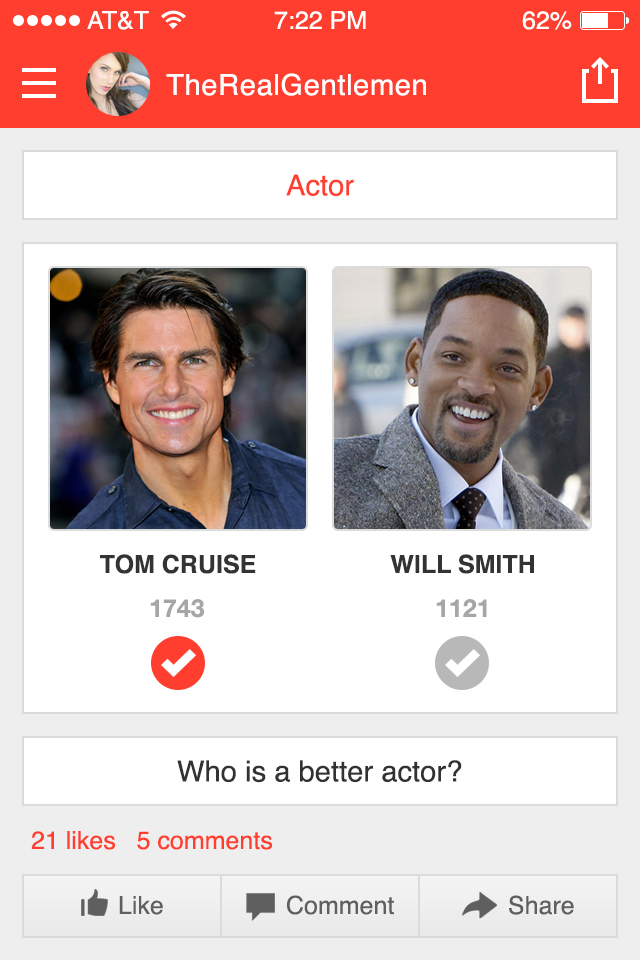 AT&T 7:22 PM 62%
TheRealGentlemen
Actor
TOM CRUISE WILL SMITH
1743 1121
Who is a better actor?
21 likes 5 comments
Like Comment Share